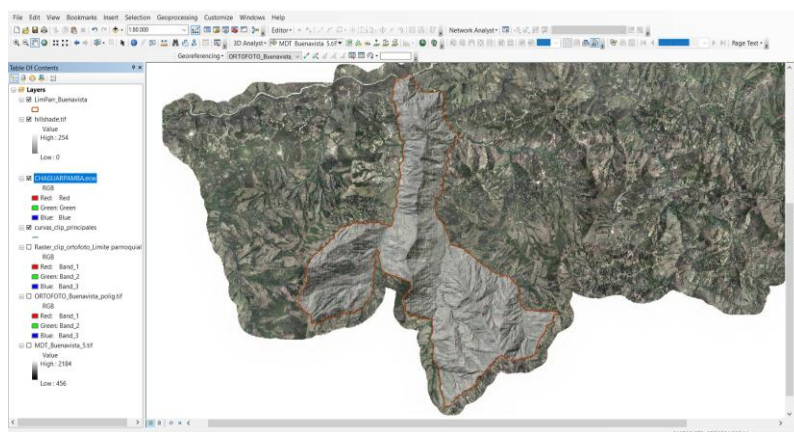 File Edit View Bookmarks Insert Selection Geoprocessing Customize Windows Help
1:80.000
Editor
Network Analyst
3D Analyst MDT Buenavista 5.tif
Page Text
Georeferencing ORTOFOTO_Buenavista
Table Of Contents
Layers
LimParr_Buenavista
hillshade.tif
Value
High : 254
Low : 0
CHAGUARPAMBA.ecw
RGB
Red: Red
Green: Green
Blue: Blue
curvas_clip_principales
Raster_clip_ortofoto_Limite parroquial
RGB
Red: Band_1
Green: Band_2
Blue: Band_3
ORTOFOTO_Buenavista_polig.tif
RGB
Red: Band_1
Green: Band_2
Blue: Band_3
MDT_Buenavista_5.tif
Value
High : 2184
Low : 456